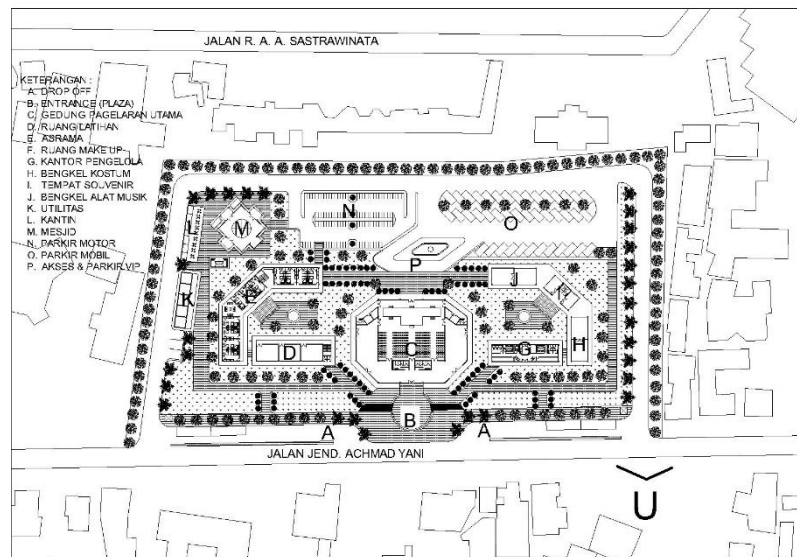 JALAN R. A. A. SASTRAWINATA
KETERANGAN :
A. DROP OFF
B. ENTRANCE (PLAZA)
C. GEDUNG PAGELARAN UTAMA
D. RUANG LATIHAN
E. ASRAMA
F. RUANG MAKE UP
G. KANTOR PENGELOLA
H. BENGKEL KOSTUM
I. TEMPAT SOUVENIR
J. BENGKEL ALAT MUSIK
K. UTILITAS
L. KANTIN
M. MESJID
N. PARKIR MOTOR
O. PARKIR MOBIL
P. AKSES & PARKIR VIP
N
O
M
L
P
J
K
C
D
G
H
B
A
A
JALAN JEND. ACHMAD YANI
U